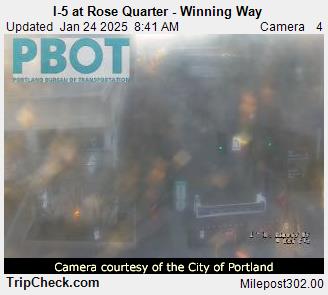 I-5 at Rose Quarter - Winning Way
Updated Jan 24 2025 8:41 AM Camera 4
PBOT
PORTLAND BUREAU OF TRANSPORTATION
Camera courtesy of the City of Portland
TripCheck.com Milepost302.00